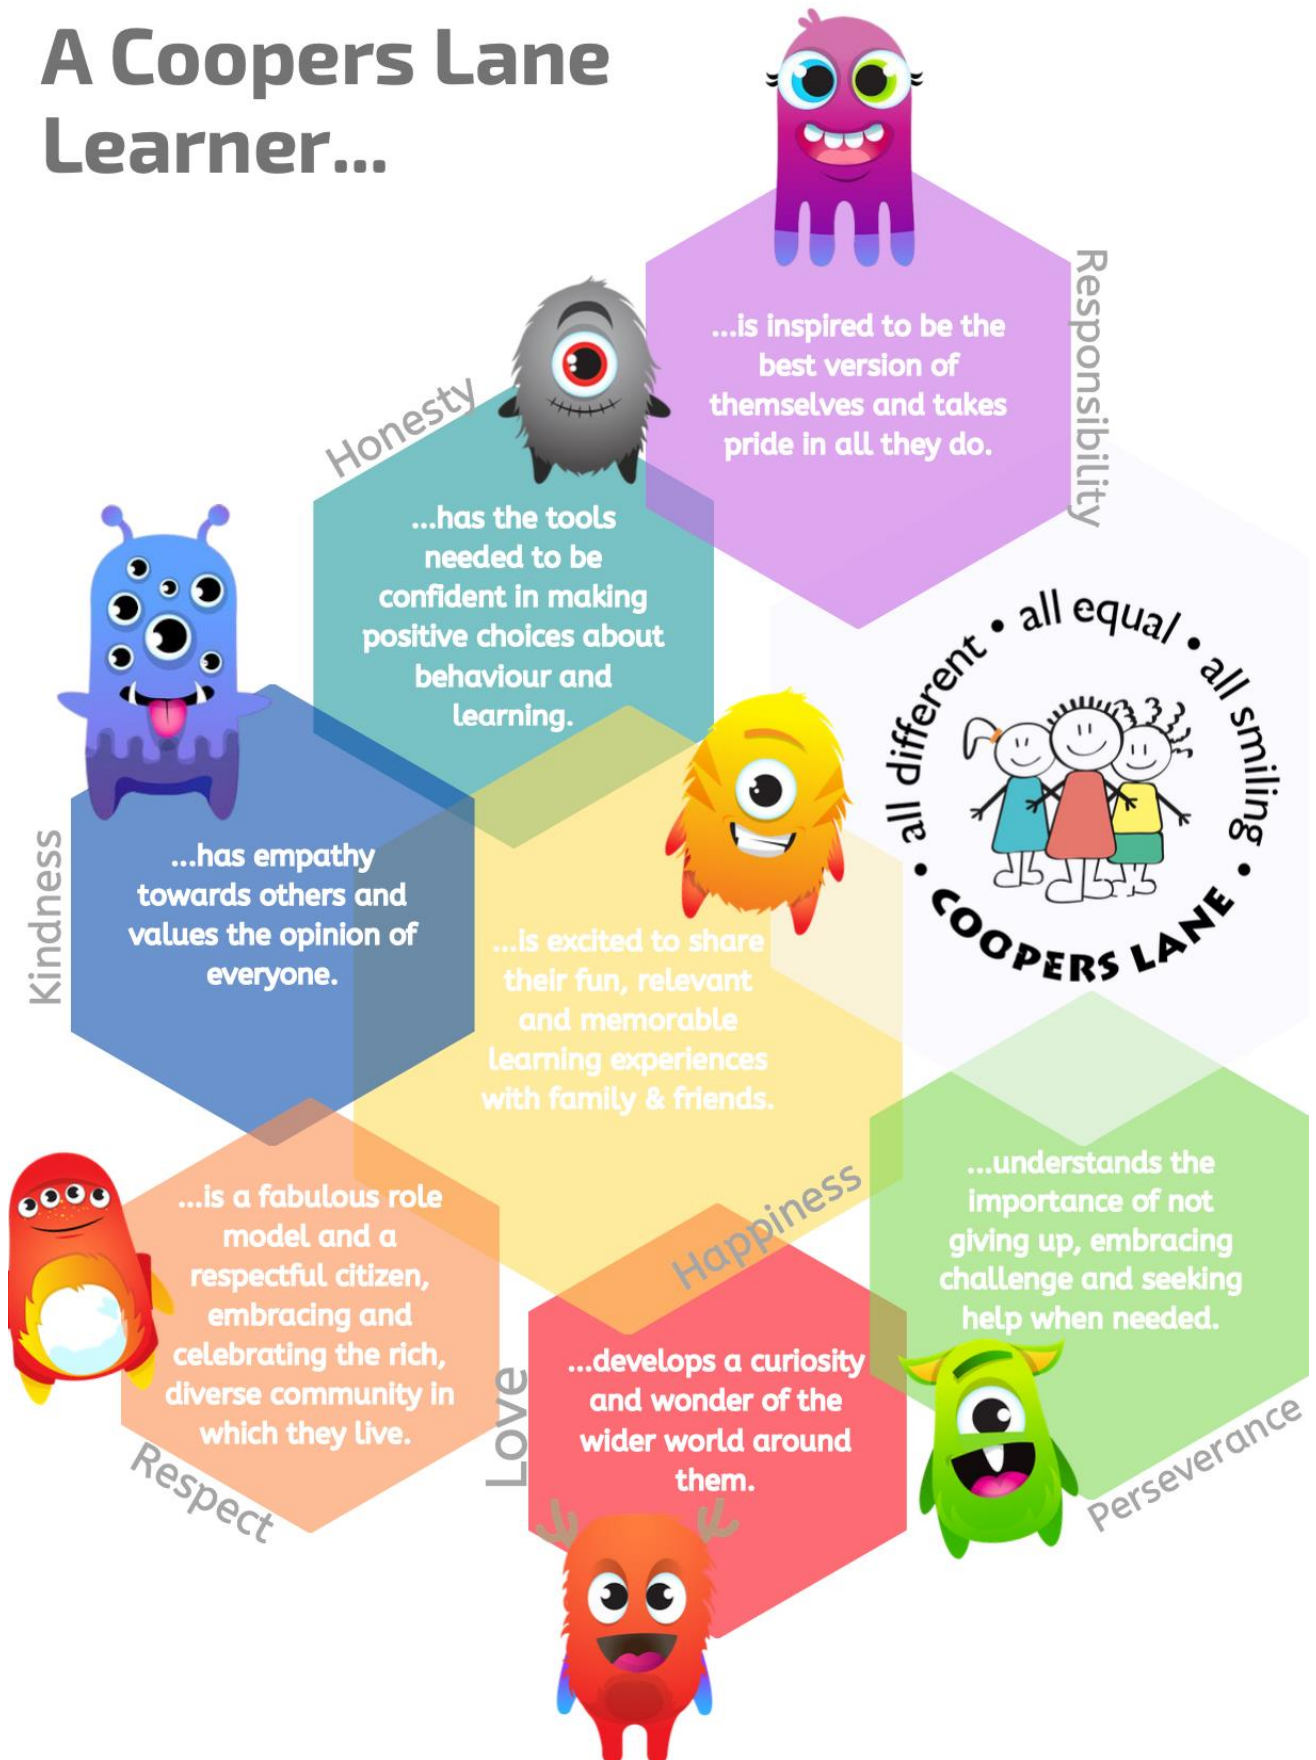 A Coopers Lane
Learner...
Responsibility
...is inspired to be the
best version of
themselves and takes
pride in all they do.
Honesty
...has the tools
needed to be
confident in making
positive choices about
behaviour and
learning.
• all different • all equal • all smiling •
COOPERS LANE
Kindness
...has empathy
towards others and
values the opinion of
everyone.
...is excited to share
their fun, relevant
and memorable
learning experiences
with family & friends.
Happiness
...understands the
importance of not
giving up, embracing
challenge and seeking
help when needed.
Perseverance
...is a fabulous role
model and a
respectful citizen,
embracing and
celebrating the rich,
diverse community in
which they live.
Respect
Love
...develops a curiosity
and wonder of the
wider world around
them.